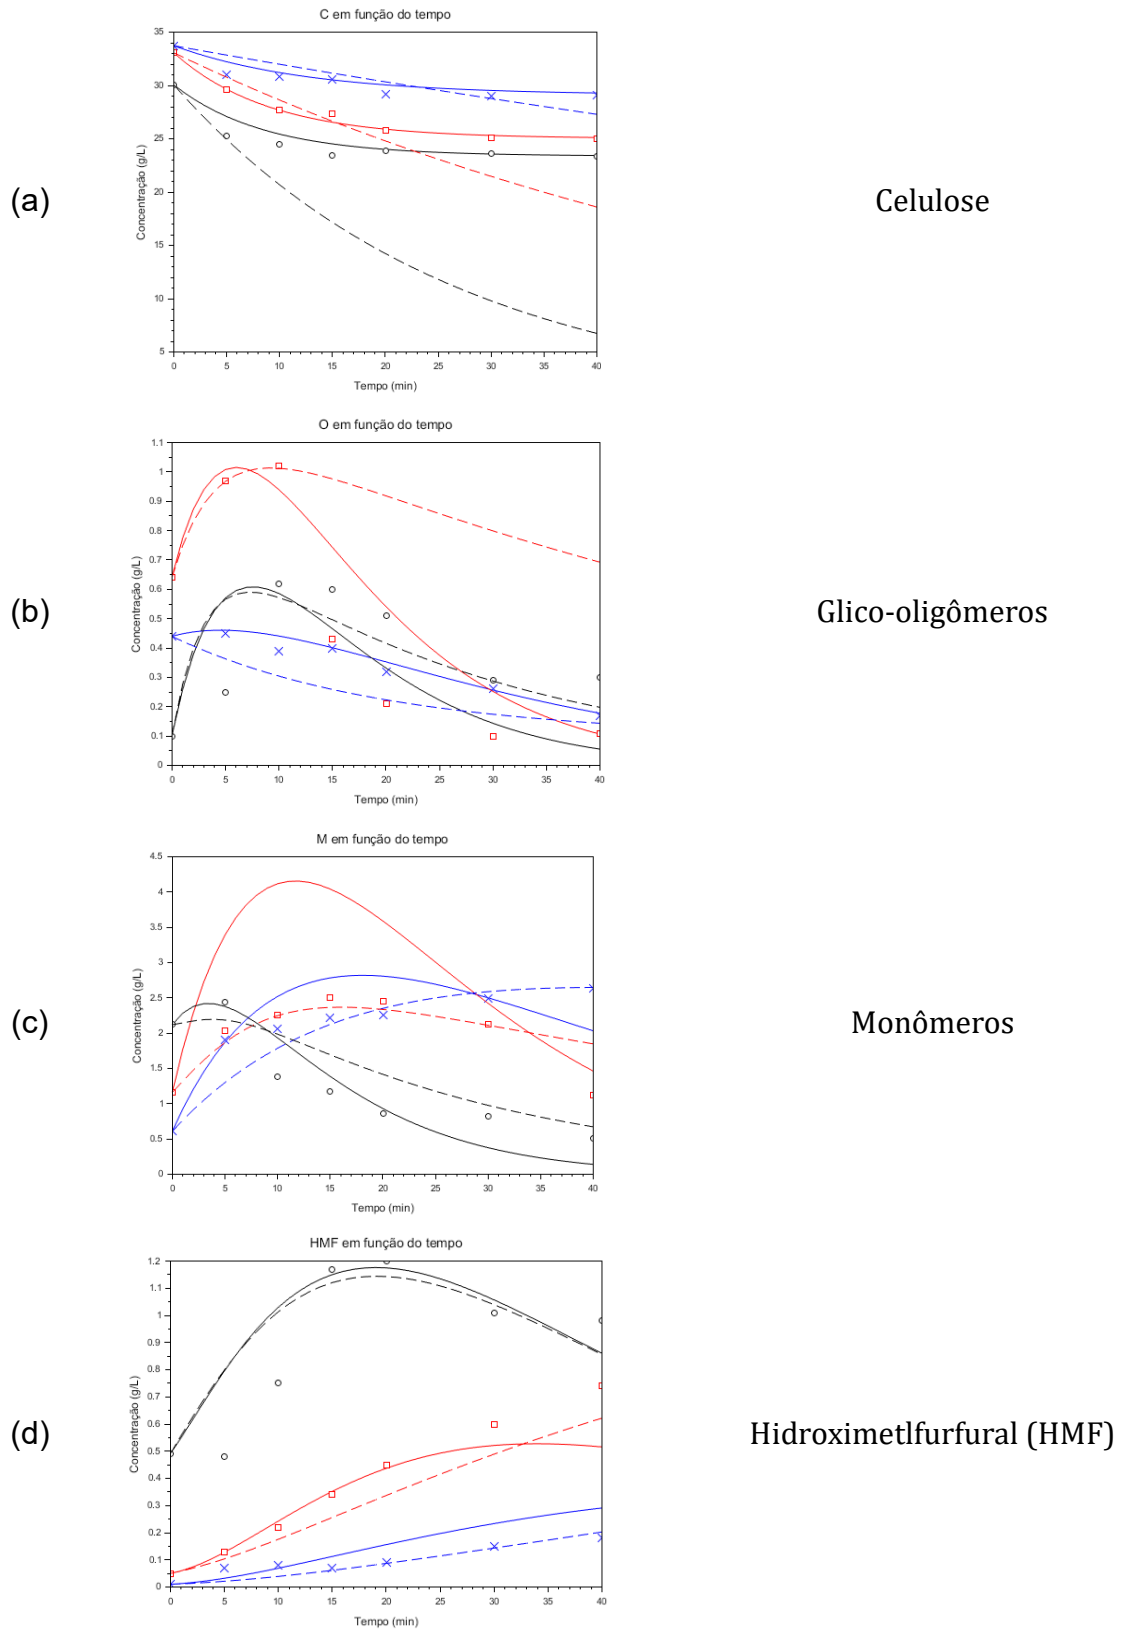 C em função do tempo
35
30
25
20
15
10
5
Concentração (g/L)
0 5 10 15 20 25 30 35 40
Tempo (min)
(a)
Celulose
O em função do tempo
1.1
1
0.9
0.8
0.7
0.6
0.5
0.4
0.3
0.2
0.1
0
Concentração (g/L)
0 5 10 15 20 25 30 35 40
Tempo (min)
(b)
Glico-oligômeros
M em função do tempo
4.5
4
3.5
3
2.5
2
1.5
1
0.5
0
Concentração (g/L)
0 5 10 15 20 25 30 35 40
Tempo (min)
(c)
Monômeros
HMF em função do tempo
1.2
1.1
1
0.9
0.8
0.7
0.6
0.5
0.4
0.3
0.2
0.1
0
Concentração (g/L)
0 5 10 15 20 25 30 35 40
Tempo (min)
(d)
Hidroximetlfurfural (HMF)